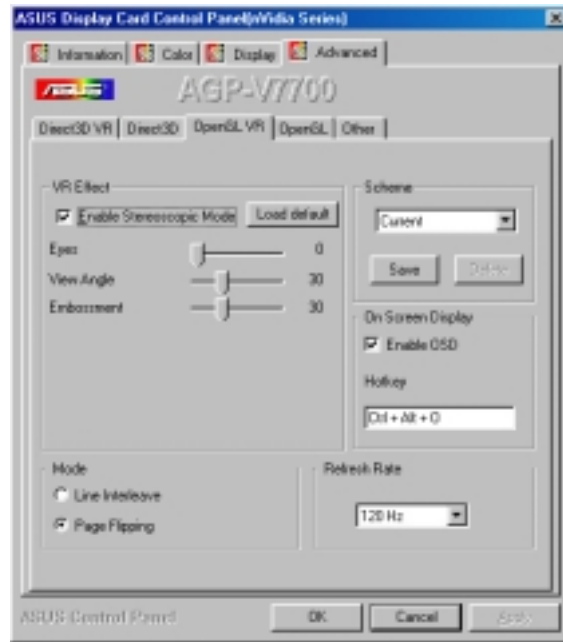 ASUS Display Card Control Panel(nVidia Series)
Information Color Display Advanced
ASUS AGP-V7700
Direct3D VR Direct3D OpenGL VR OpenGL Other
VR Effect
Enable Stereoscopic Mode Load default
Eyes 0
View Angle 30
Embossment 30
Scheme
Current
Save Delete
On Screen Display
Enable OSD
Hotkey
Ctrl + Alt + O
Mode
Line Interleave
Page Flipping
Refresh Rate
120 Hz
ASUS Control Panel OK Cancel Apply